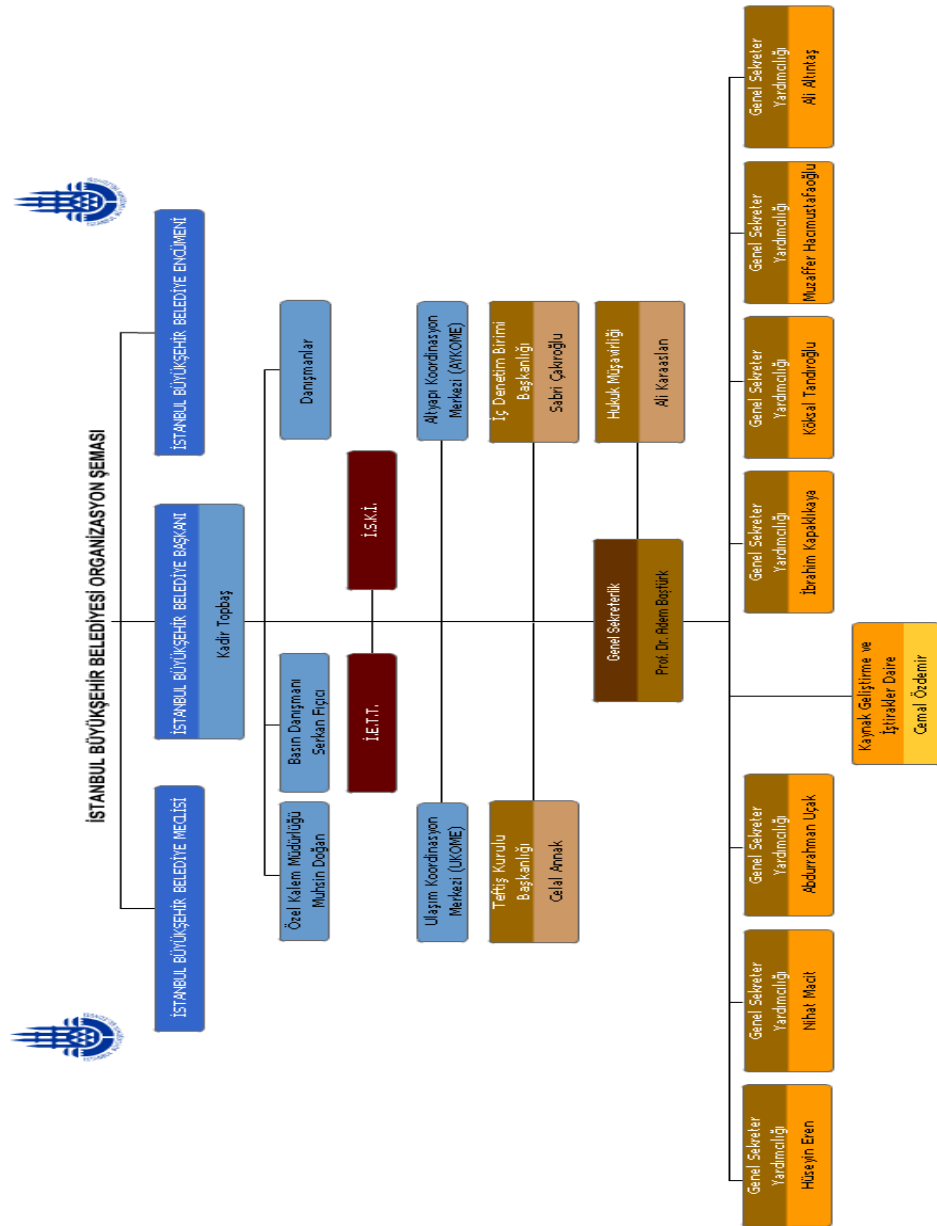 İSTANBUL BÜYÜKŞEHİR BELEDİYESİ ORGANİZASYON ŞEMASI
İSTANBUL BÜYÜKŞEHİR BELEDİYE MECLİSİ
İSTANBUL BÜYÜKŞEHİR BELEDİYE BAŞKANI
Kadir Topbaş
İSTANBUL BÜYÜKŞEHİR BELEDİYE ENCÜMENİ
Özel Kalem Müdürlüğü
Muhsin Doğan
Basın Danışmanı
Serkan Fıçıcı
Danışmanlar
İ.E.T.T.
İ.S.K.İ.
Ulaşım Koordinasyon
Merkezi (UKOME)
Altyapı Koordinasyon
Merkezi (AYKOME)
Teftiş Kurulu
Başkanlığı
Celal Annak
İç Denetim Birimi
Başkanlığı
Sabri Çakıroğlu
Genel Sekreterlik
Prof. Dr. Adem Baştürk
Hukuk Müşavirliği
Ali Karaaslan
Genel Sekreter
Yardımcılığı
Hüseyin Eren
Genel Sekreter
Yardımcılığı
Nihat Macit
Genel Sekreter
Yardımcılığı
Abdurrahman Uçak
Genel Sekreter
Yardımcılığı
İbrahim Kapaklıkaya
Genel Sekreter
Yardımcılığı
Köksal Tandıroğlu
Genel Sekreter
Yardımcılığı
Muzaffer Hacımustafaoğlu
Genel Sekreter
Yardımcılığı
Ali Altıntaş
Kaynak Geliştirme ve
İştirakler Daire
Cemal Özdemir